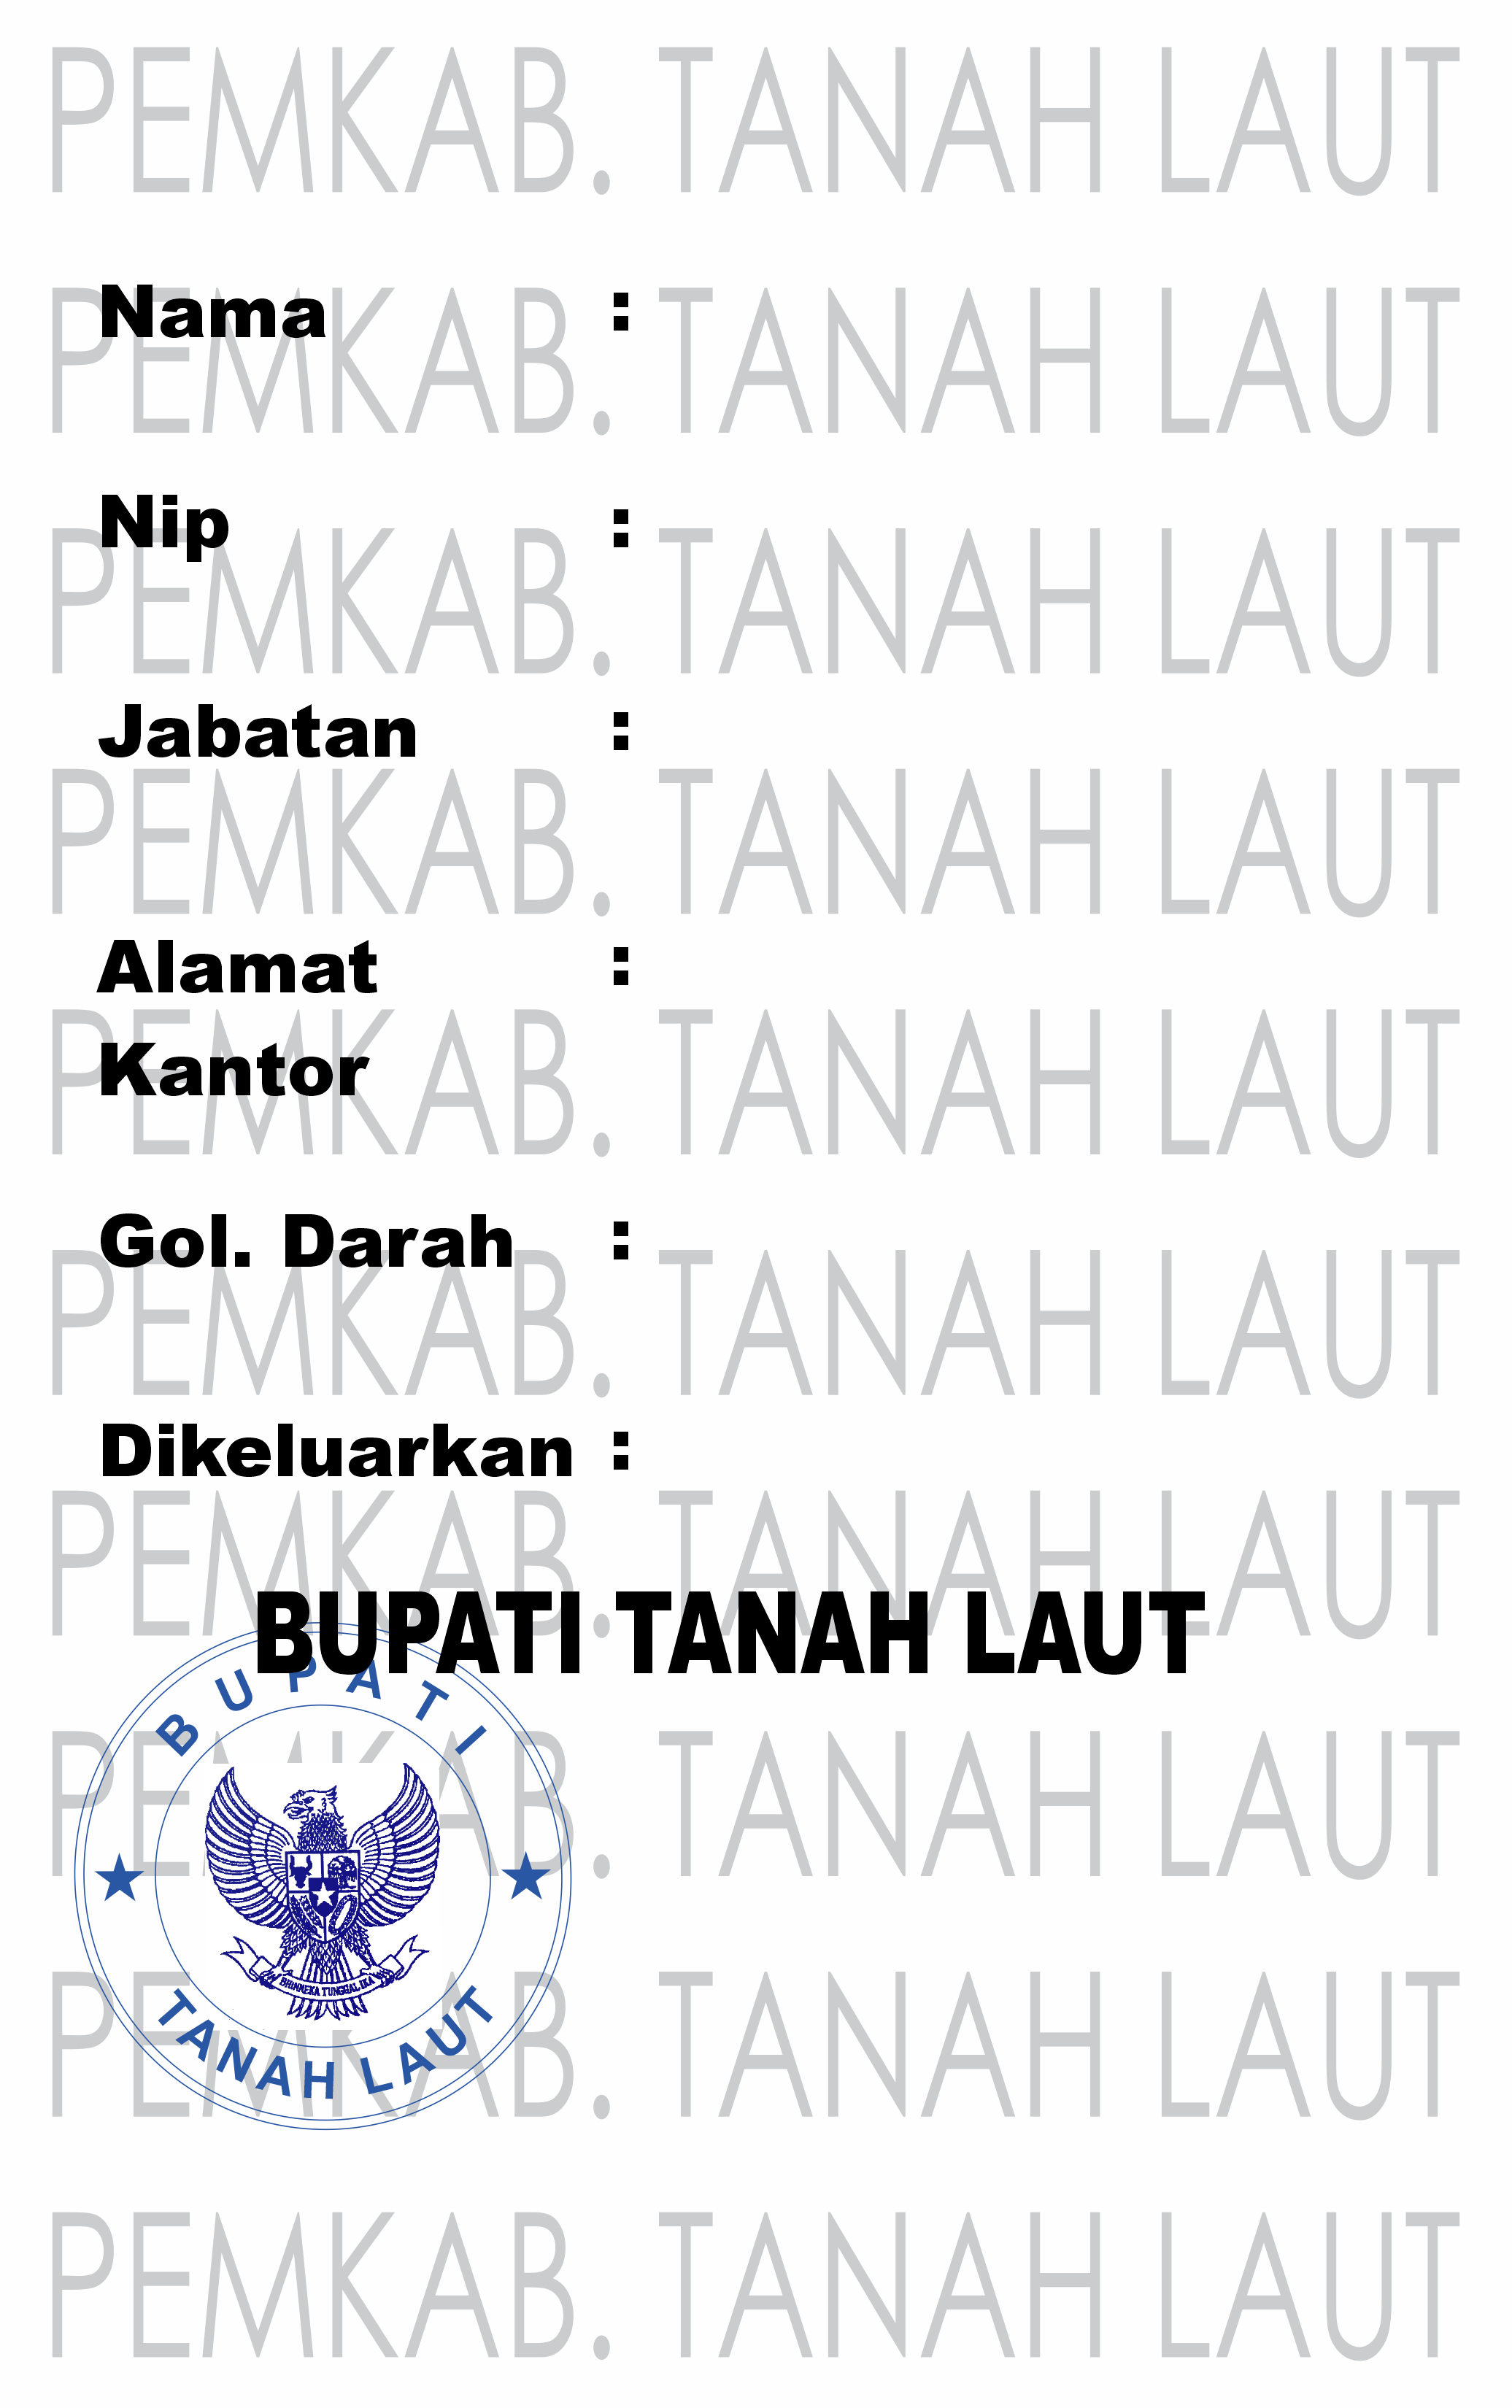 PEMKAB. TANAH LAUT
Nama :
PEMKAB. TANAH LAUT
Nip :
PEMKAB. TANAH LAUT
Jabatan :
PEMKAB. TANAH LAUT
Alamat :
Kantor
PEMKAB. TANAH LAUT
Gol. Darah :
PEMKAB. TANAH LAUT
Dikeluarkan :
PEMKAB. TANAH LAUT
BUPATI TANAH LAUT
BUPATI
PEMKAB. TANAH LAUT
BHINNEKA TUNGGAL IKA
TANAH LAUT
PEMKAB. TANAH LAUT
PEMKAB. TANAH LAUT